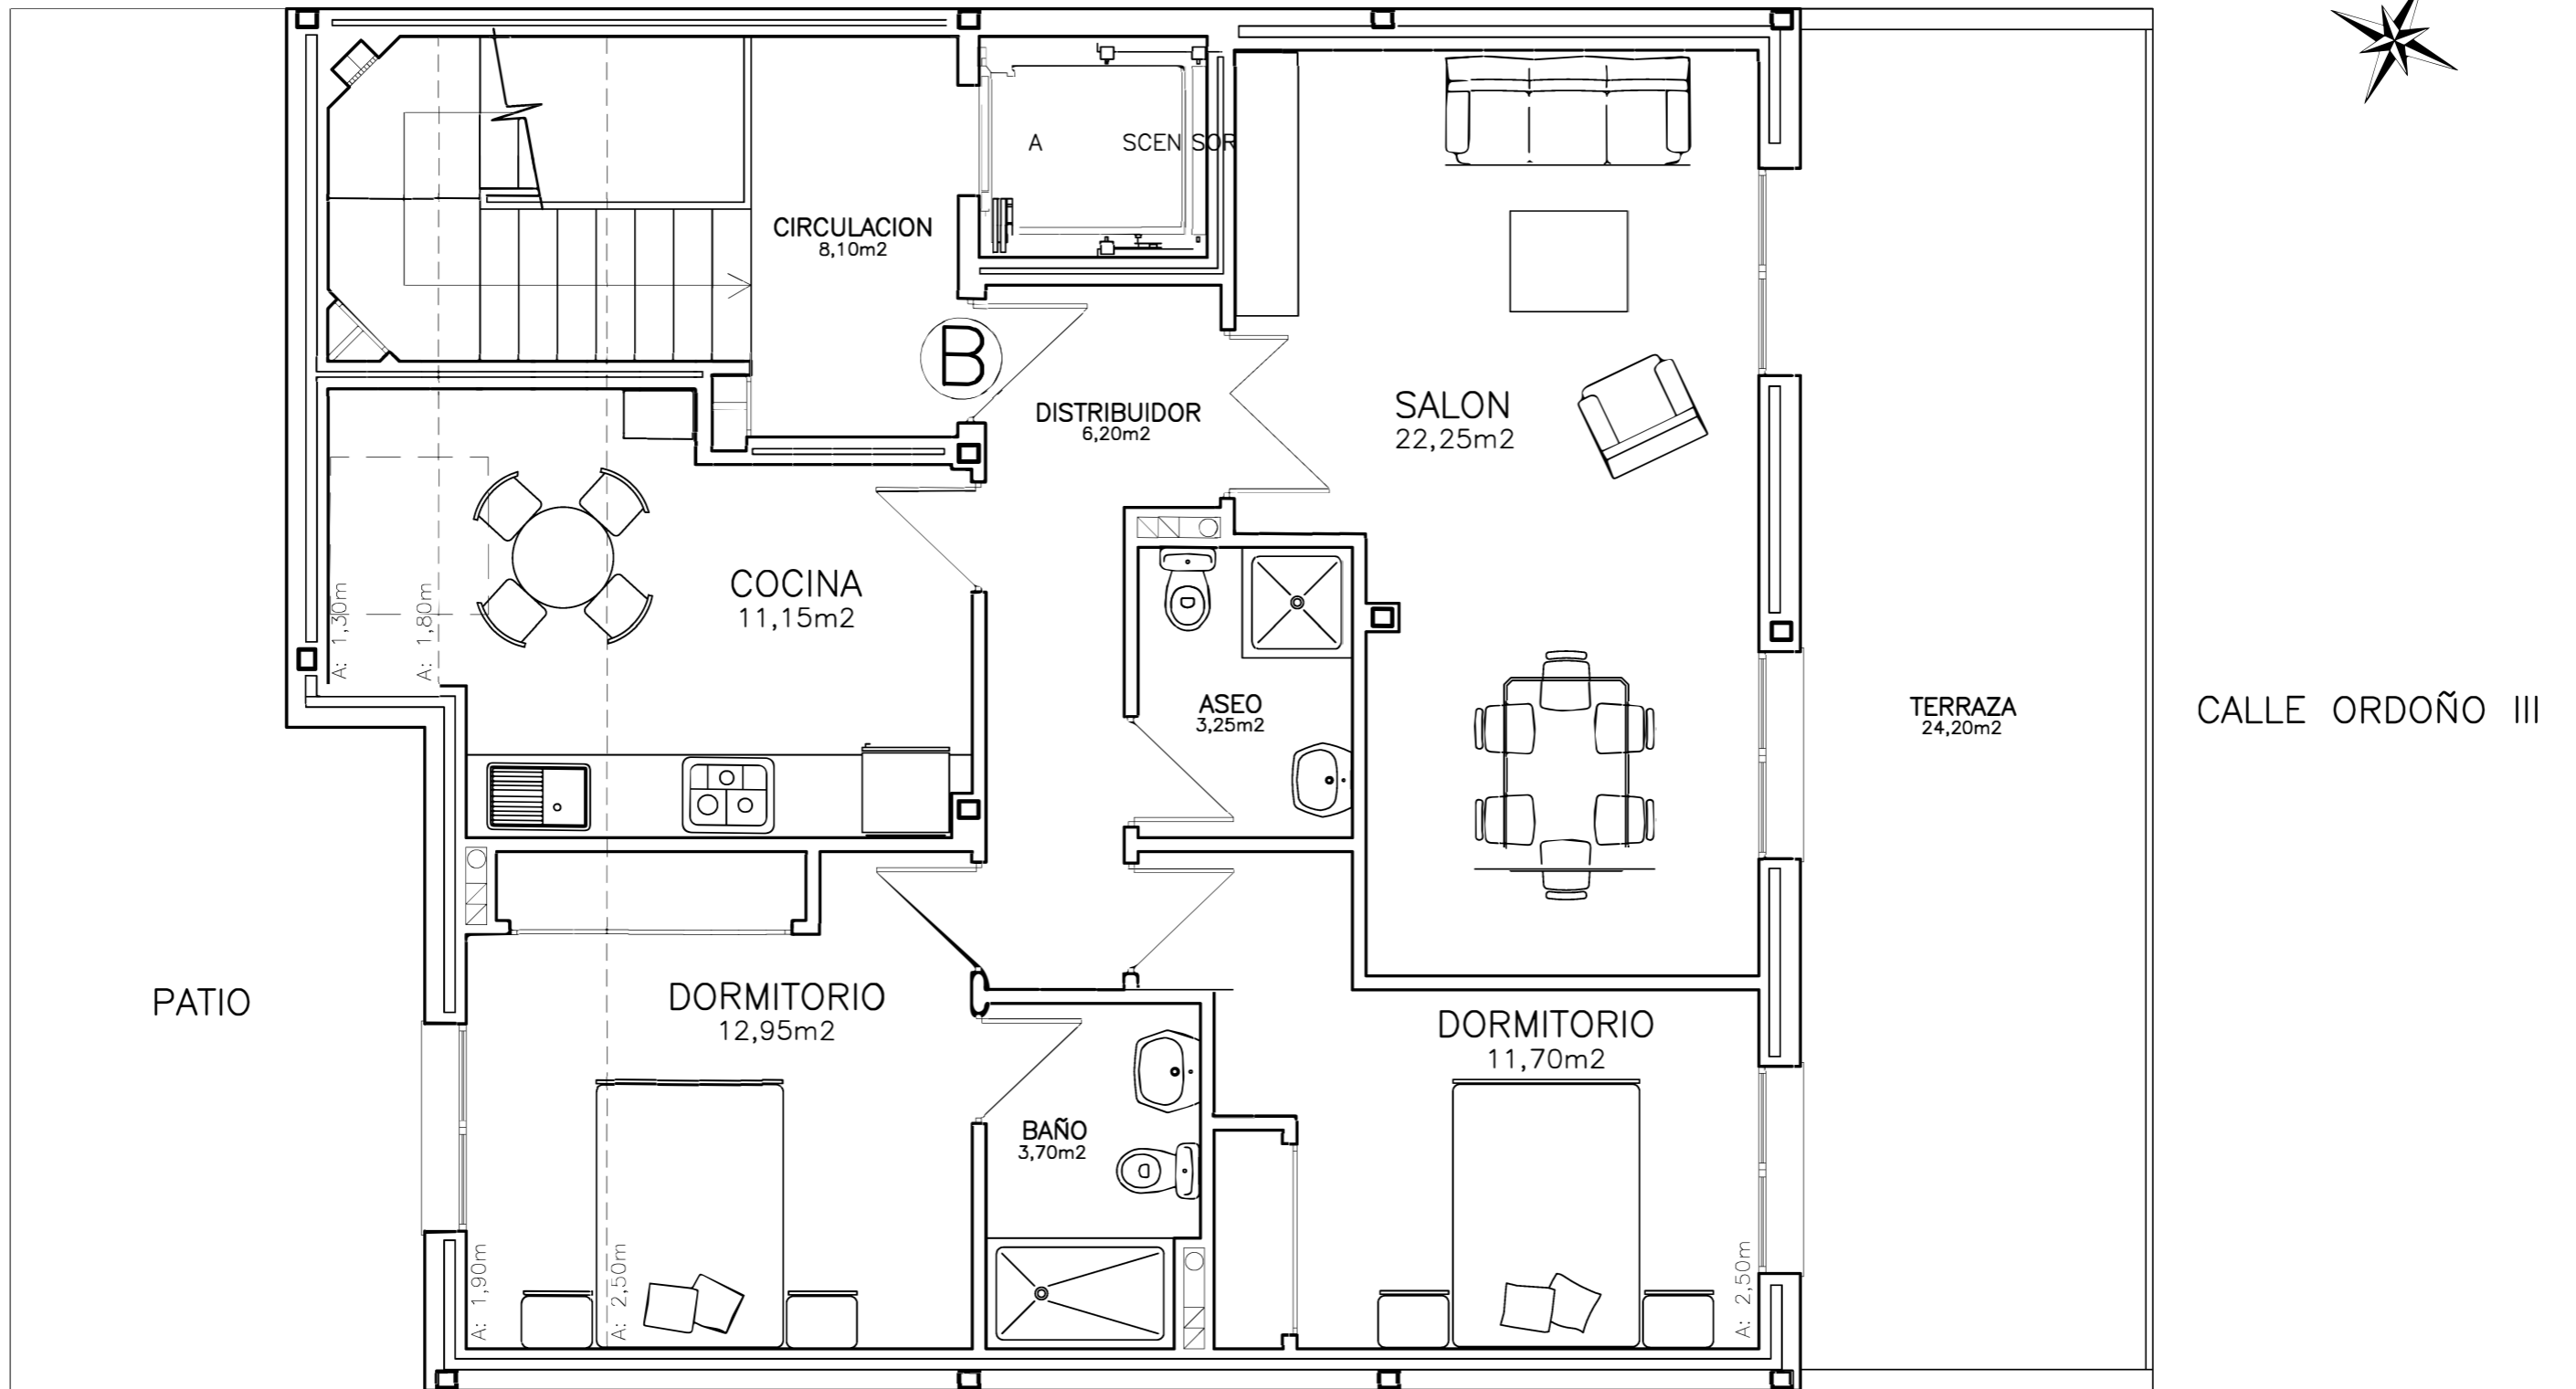 A SCENSOR
CIRCULACION
8,10m2
B
DISTRIBUIDOR
6,20m2
SALON
22,25m2
COCINA
11,15m2
A: 1,30m
A: 1,80m
ASEO
3,25m2
TERRAZA
24,20m2
CALLE ORDOÑO III
PATIO
DORMITORIO
12,95m2
DORMITORIO
11,70m2
BAÑO
3,70m2
A: 1,90m
A: 2,50m
A: 2,50m